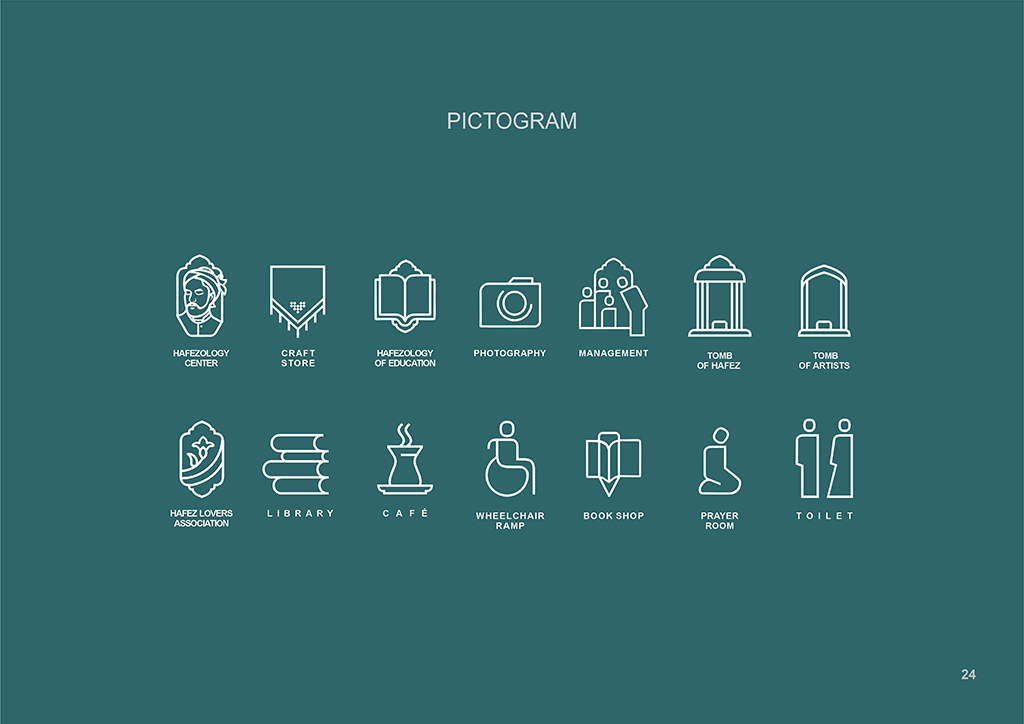 PICTOGRAM
HAFEZOLOGY
CENTER
CRAFT
STORE
HAFEZOLOGY
OF EDUCATION
PHOTOGRAPHY
MANAGEMENT
TOMB
OF HAFEZ
TOMB
OF ARTISTS
HAFEZ LOVERS
ASSOCIATION
LIBRARY
CAFÉ
WHEELCHAIR
RAMP
BOOK SHOP
PRAYER
ROOM
TOILET
24